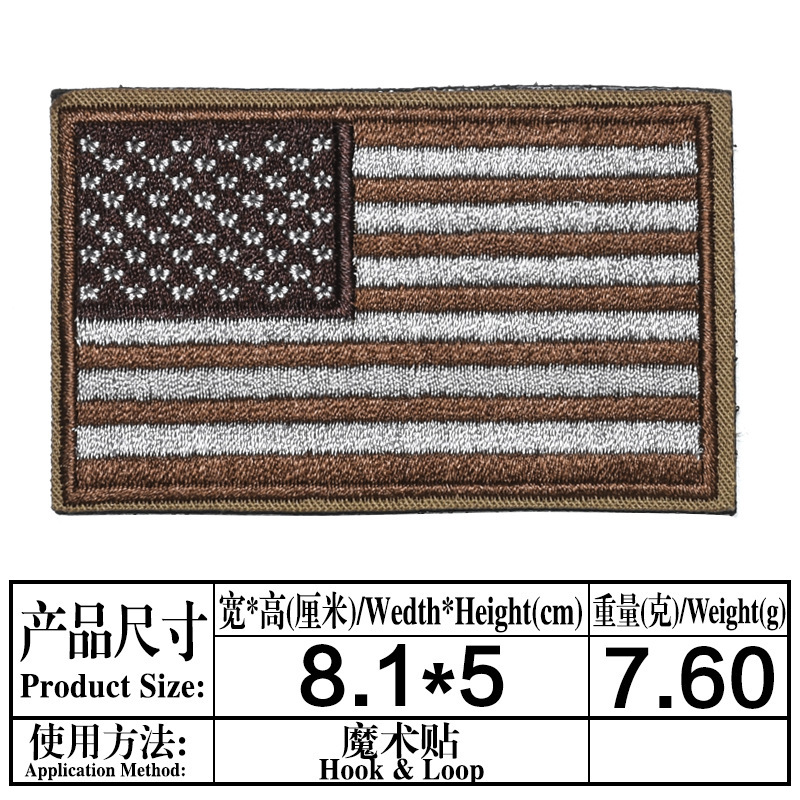 产品尺寸
Product Size:
宽*高(厘米)/Wedth*Height(cm)
重量(克)/Weight(g)
8.1*5
7.60
使用方法:
Application Method:
魔术贴
Hook & Loop